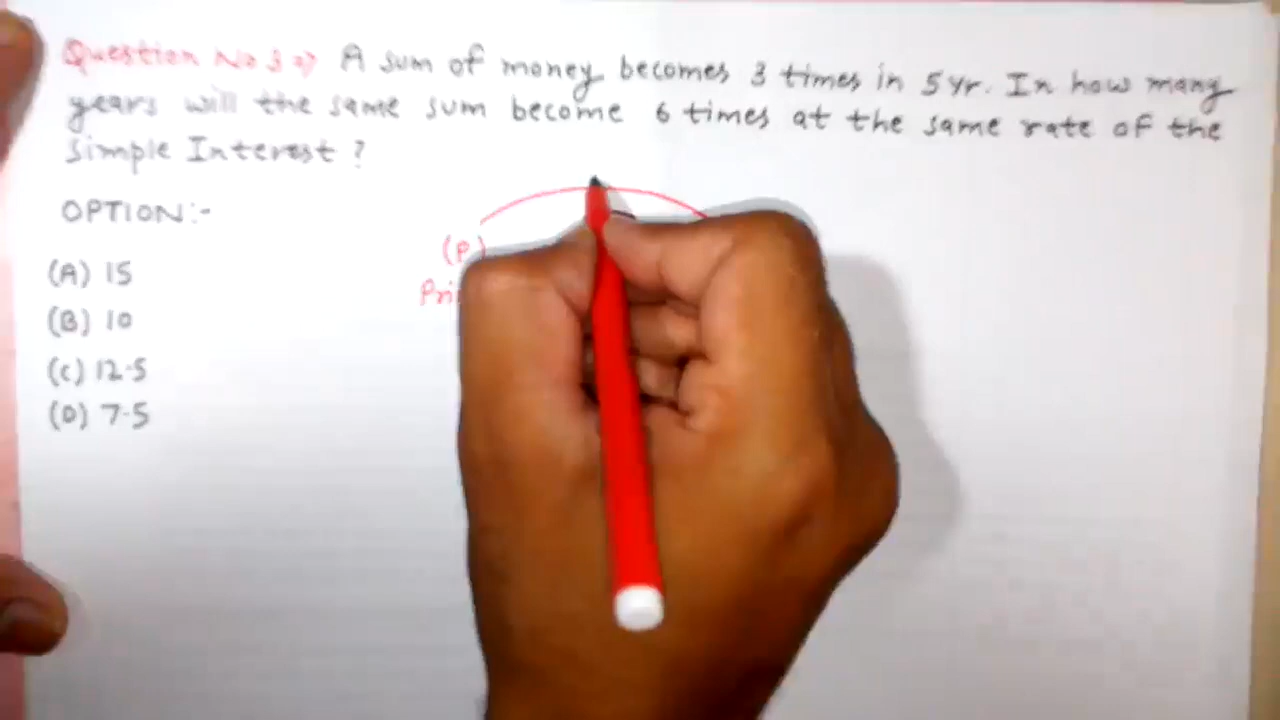 Question No 3 => A sum of money becomes 3 times in 5 yr. In how many
years will the same sum become 6 times at the same rate of the
Simple Interest ?
OPTION:-
(P)
(A) 15
(B) 10
(C) 12.5
(D) 7.5